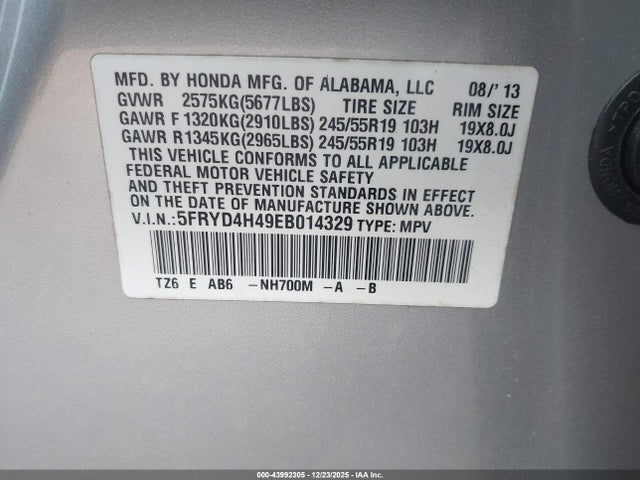 MFD. BY HONDA MFG. OF ALABAMA, LLC 08/' 13
GVWR 2575KG(5677LBS) TIRE SIZE RIM SIZE
GAWR F 1320KG(2910LBS) 245/55R19 103H 19X8.0J
GAWR R1345KG(2965LBS) 245/55R19 103H 19X8.0J
THIS VEHICLE CONFORMS TO ALL APPLICABLE
FEDERAL MOTOR VEHICLE SAFETY
AND THEFT PREVENTION STANDARDS IN EFFECT
ON THE DATE OF MANUFACTURE SHOWN ABOVE.
V.I.N.:5FRYD4H49EB014329 TYPE: MPV
TZ6 E AB6 -NH700M -A -B
HONDA
000-43992305 - 12/23/2025 - IAA Inc.